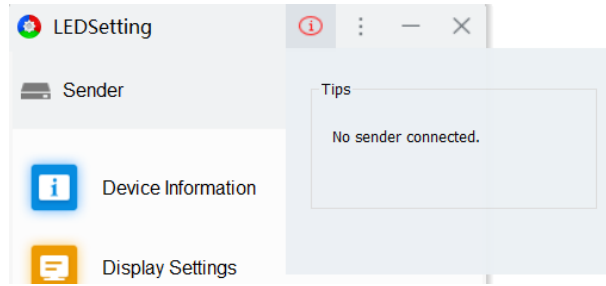 LEDSetting
Sender
Tips
No sender connected.
Device Information
Display Settings